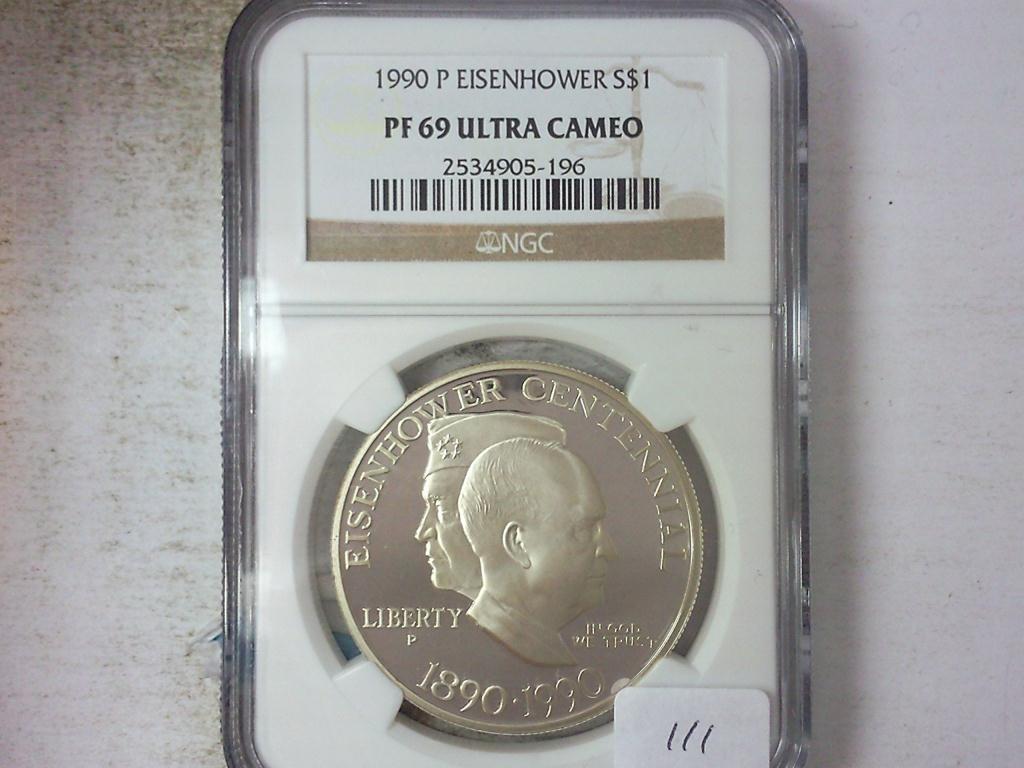 1990 P EISENHOWER S$1
PF 69 ULTRA CAMEO
2534905-196
NGC
EISENHOWER CENTENNIAL
LIBERTY
P
IN GOD
WE TRUST
1890·1990
111